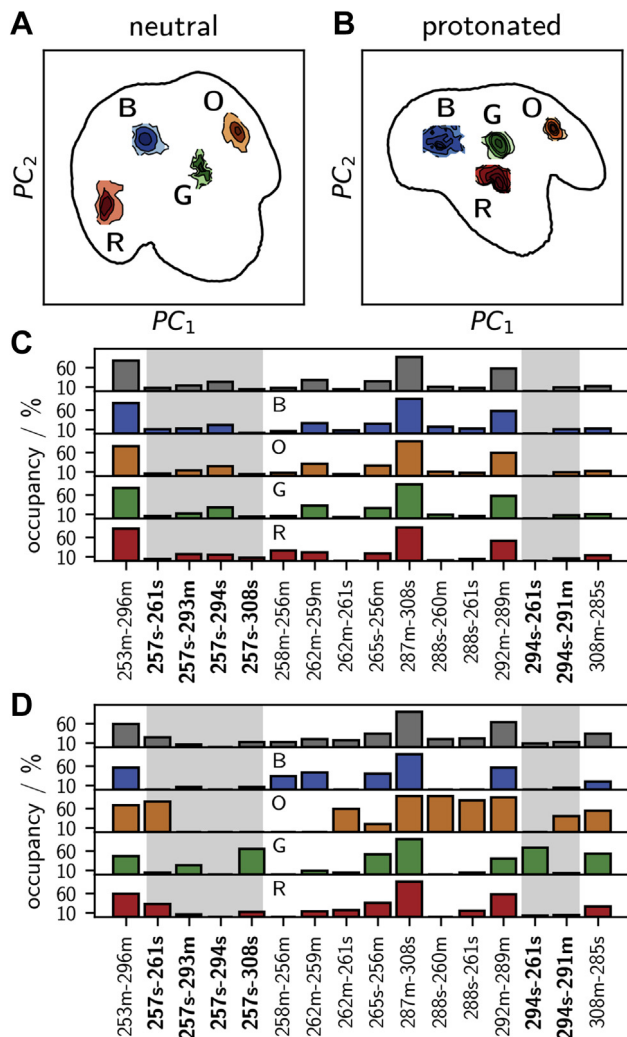 A neutral
B protonated
B
O
G
R
PC2
PC1
B
G
O
R
PC2
PC1
C
60
10
B
60
10
O
60
10
G
60
10
R
60
10
occupancy / %
253m-296m
257s-261s
257s-293m
257s-294s
257s-308s
258m-256m
262m-259m
262m-261s
265s-256m
287m-308s
288s-260m
288s-261s
292m-289m
294s-261s
294s-291m
308m-285s
D
60
10
B
60
10
O
60
10
G
60
10
R
60
10
occupancy / %
253m-296m
257s-261s
257s-293m
257s-294s
257s-308s
258m-256m
262m-259m
262m-261s
265s-256m
287m-308s
288s-260m
288s-261s
292m-289m
294s-261s
294s-291m
308m-285s